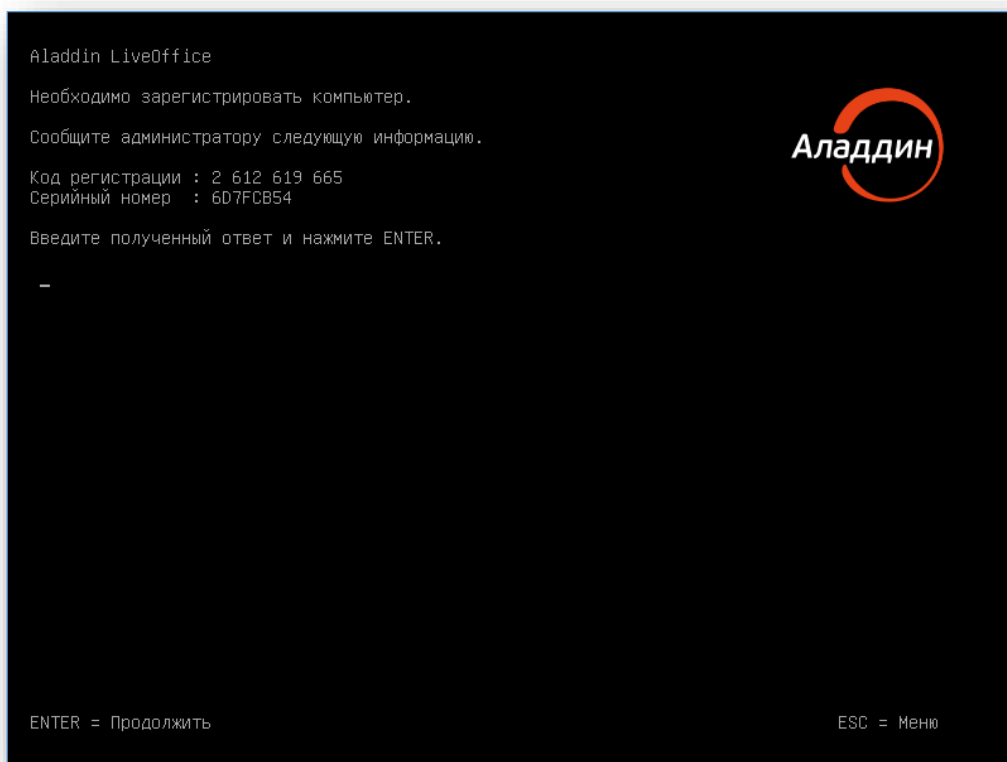 Aladdin LiveOffice
Необходимо зарегистрировать компьютер.
Сообщите администратору следующую информацию.
Аладдин
Код регистрации : 2 612 619 665
Серийный номер : 6D7FCB54
Введите полученный ответ и нажмите ENTER.
ENTER = Продолжить
ESC = Меню